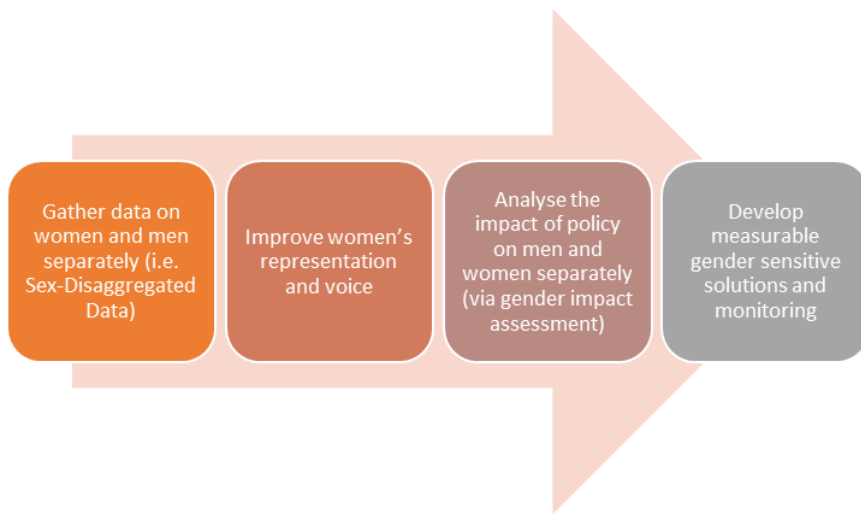 Gather data on
women and men
separately (i.e.
Sex-Disaggregated
Data)
Improve women’s
representation
and voice
Analyse the
impact of policy
on men and
women separately
(via gender impact
assessment)
Develop
measurable
gender sensitive
solutions and
monitoring